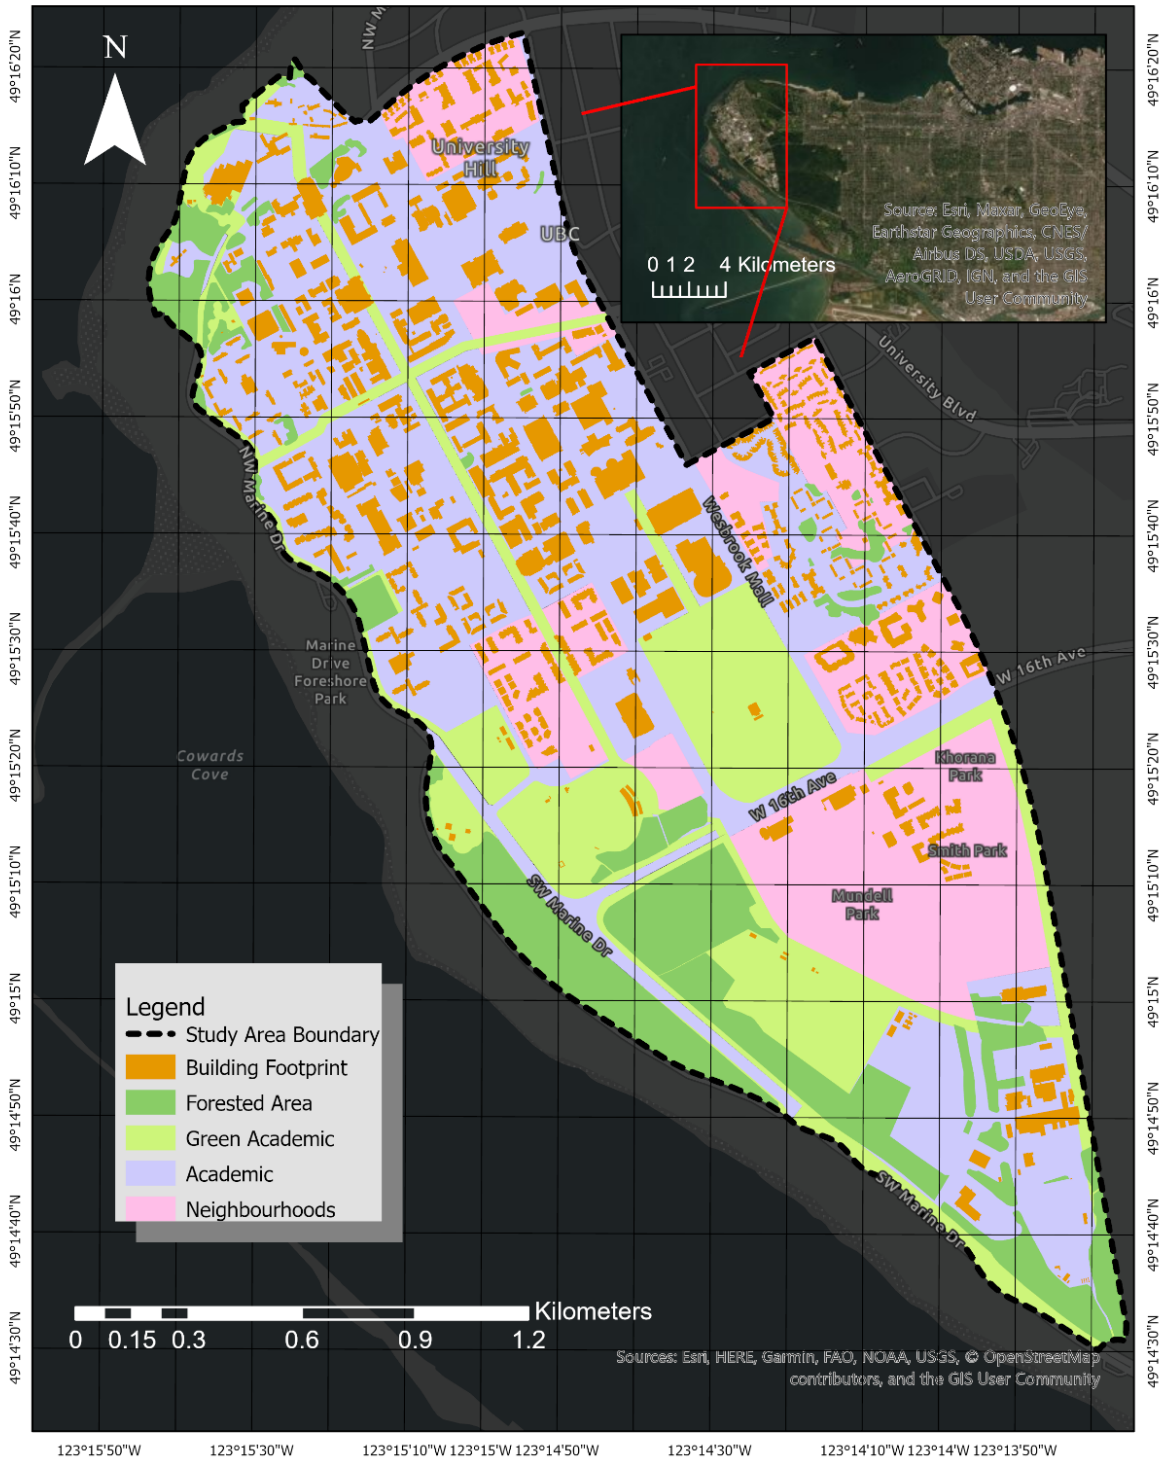 N
NW M
University
Hill
UBC
0 1 2 4 Kilometers
Source: Esri, Maxar, GeoEye,
Earthstar Geographics, CNES/
Airbus DS, USDA, USGS,
AeroGRID, IGN, and the GIS
User Community
University Blvd
NW Marine Dr
Wesbrook Mall
Marine
Drive
Foreshore
Park
W 16th Ave
Cowards
Cove
Khorana
Park
W 16th Ave
Smith Park
Mundell
Park
SW Marine Dr
SW Marine Dr
Legend
Study Area Boundary
Building Footprint
Forested Area
Green Academic
Academic
Neighbourhoods
Kilometers
0 0.15 0.3 0.6 0.9 1.2
Sources: Esri, HERE, Garmin, FAO, NOAA, USGS, © OpenStreetMap
contributors, and the GIS User Community
49°16'20"N
49°16'10"N
49°16'N
49°15'50"N
49°15'40"N
49°15'30"N
49°15'20"N
49°15'10"N
49°15'N
49°14'50"N
49°14'40"N
49°14'30"N
49°16'20"N
49°16'10"N
49°16'N
49°15'50"N
49°15'40"N
49°15'30"N
49°15'20"N
49°15'10"N
49°15'N
49°14'50"N
49°14'40"N
49°14'30"N
123°15'50"W 123°15'30"W 123°15'10"W 123°15'W 123°14'50"W 123°14'30"W 123°14'10"W 123°14'W 123°13'50"W